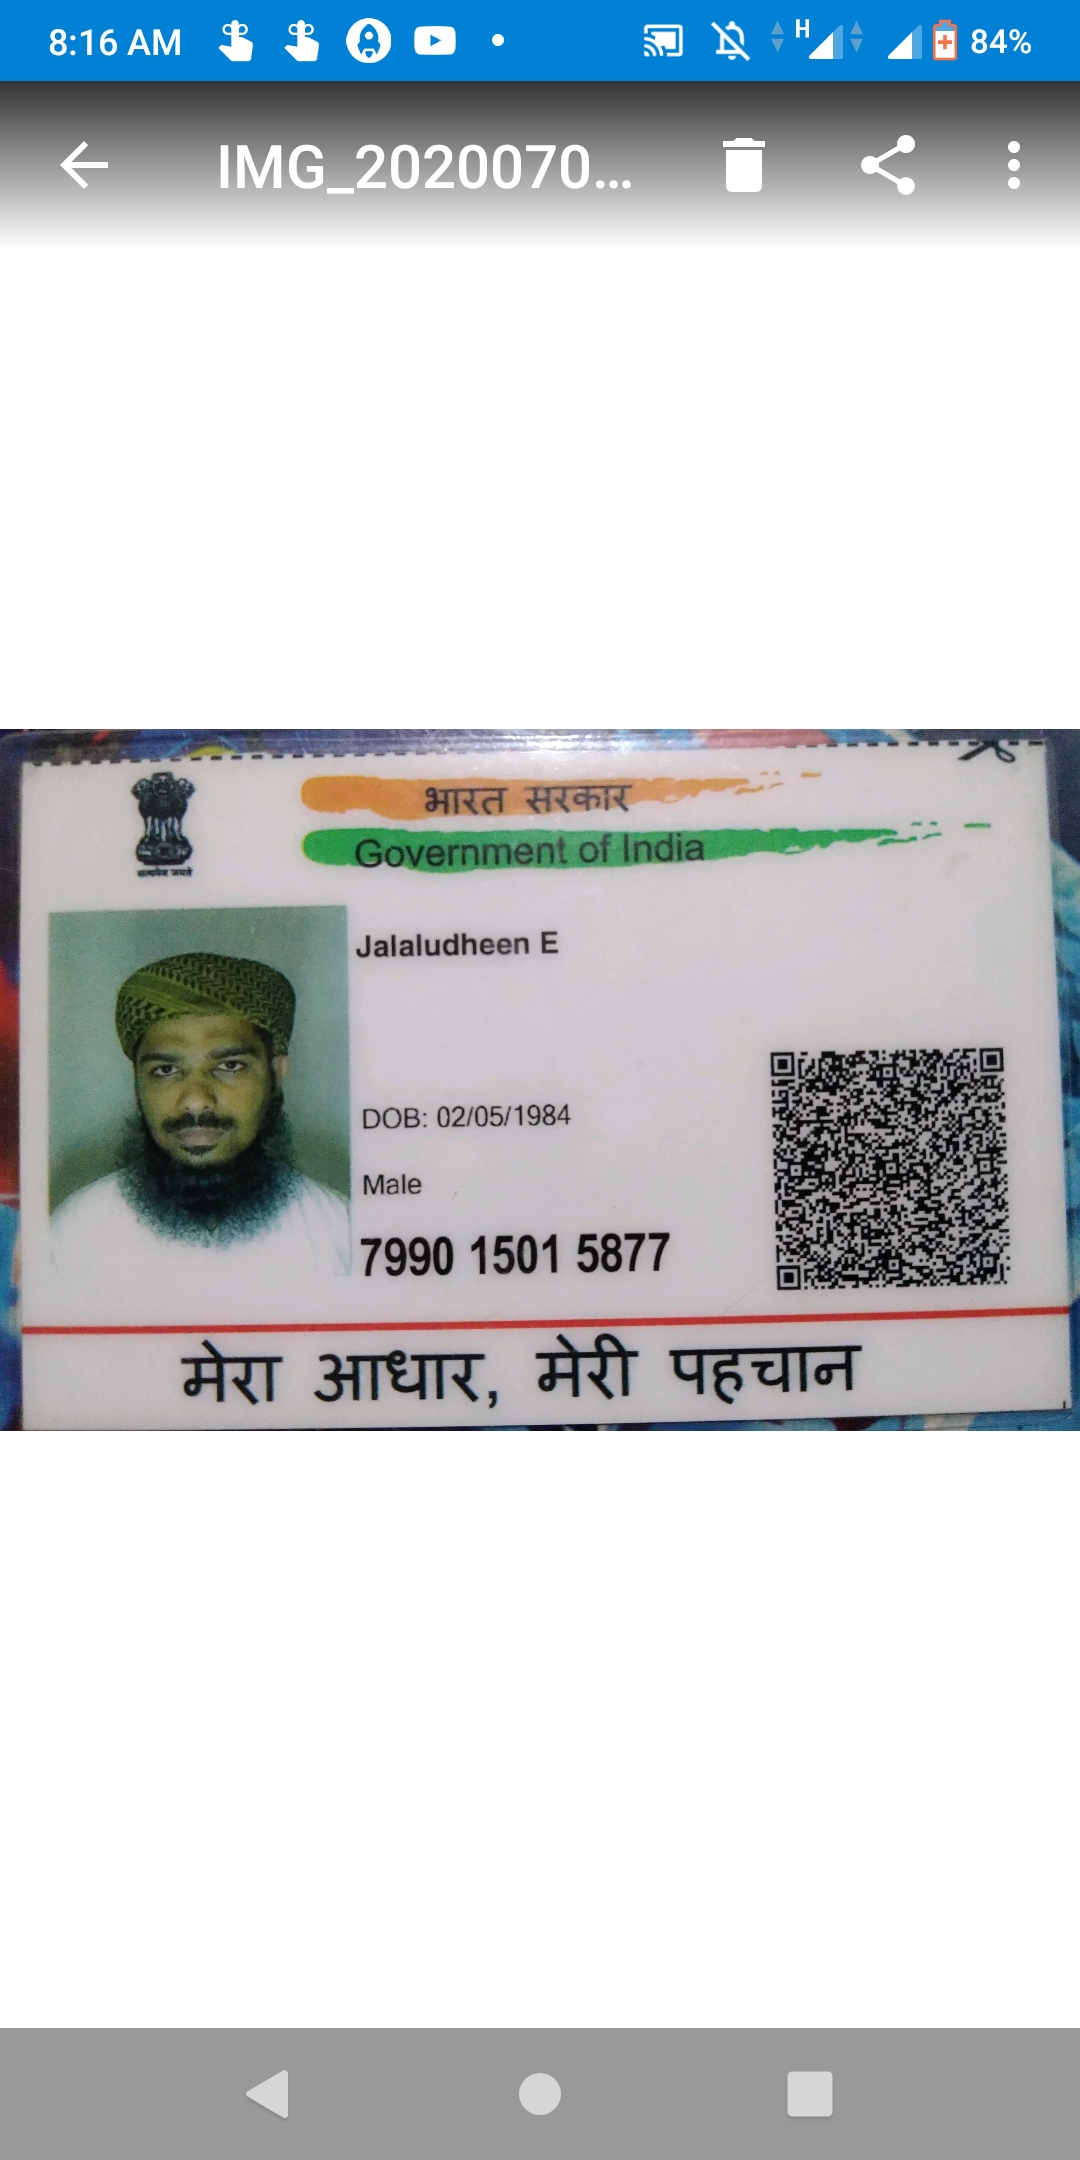 8:16 AM
H
84%
IMG_2020070...
भारत सरकार
Government of India
सत्यमेव जयते
Jalaludheen E
DOB: 02/05/1984
Male
7990 1501 5877
मेरा आधार, मेरी पहचान